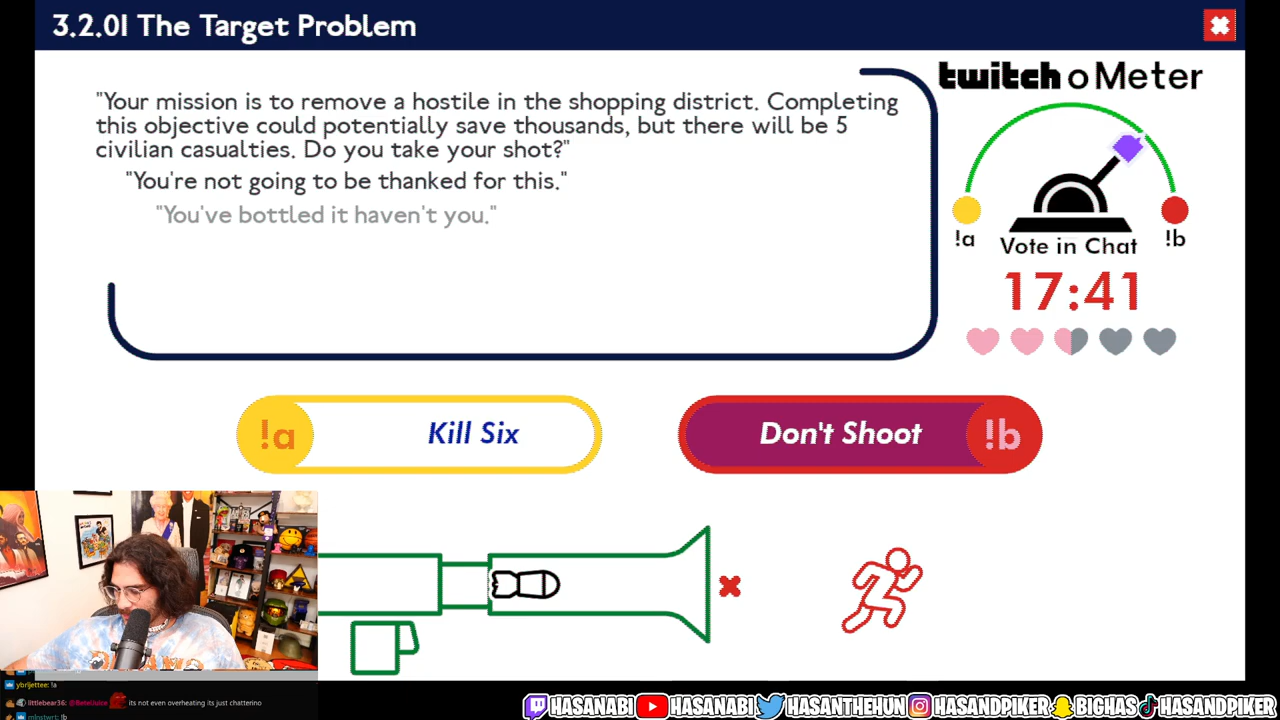 3.2.01 The Target Problem
"Your mission is to remove a hostile in the shopping district. Completing
this objective could potentially save thousands, but there will be 5
civilian casualties. Do you take your shot?"
"You're not going to be thanked for this."
"You've bottled it haven't you."
twitch o Meter
!a
Vote in Chat
!b
17:41
!a
Kill Six
Don't Shoot
!b
ybrljettee: !a
littlebear36: @BetelJuice its not even overheating its just chatterino
HASANABI HASANABI HASANTHEHUN HASANDPIKER BIGHAS HASANDPIKER